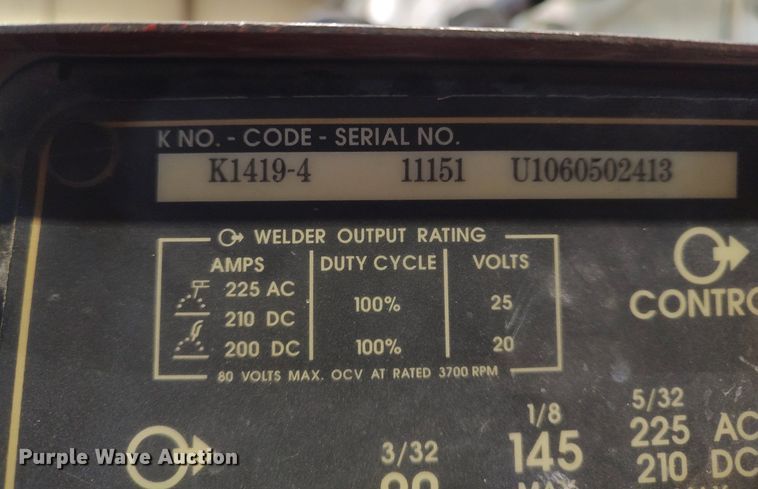 K NO. - CODE - SERIAL NO.
K1419-4 11151 U1060502413
WELDER OUTPUT RATING
AMPS DUTY CYCLE VOLTS
225 AC
210 DC 100% 25
200 DC 100% 20
80 VOLTS MAX. OCV AT RATED 3700 RPM
CONTRO
3/32 1/8 5/32
90 145 225 AC
210 DC
MAX
Purple Wave Auction